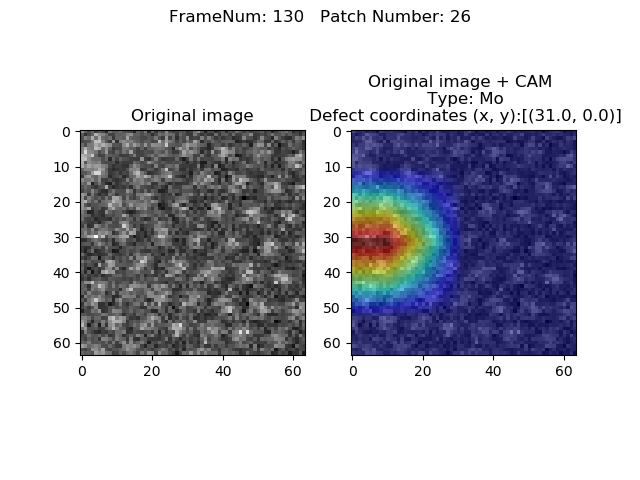 FrameNum: 130   Patch Number: 26
Original image
Original image + CAM
Type: Mo
Defect coordinates (x, y):[(31.0, 0.0)]
0
10
20
30
40
50
60
0 20 40 60
0
10
20
30
40
50
60
0 20 40 60